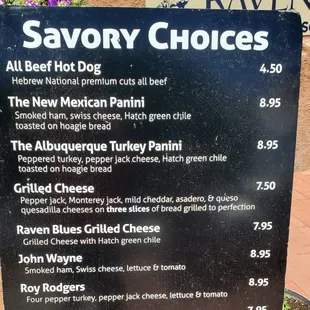 Savory Choices
All Beef Hot Dog 4.50
Hebrew National premium cuts all beef
The New Mexican Panini 8.95
Smoked ham, swiss cheese, Hatch green chile
toasted on hoagie bread
The Albuquerque Turkey Panini 8.95
Peppered turkey, pepper jack cheese, Hatch green chile
toasted on hoagie bread
Grilled Cheese 7.50
Pepper jack, Monterey jack, mild cheddar, asadero, & queso
quesadilla cheeses on three slices of bread grilled to perfection
Raven Blues Grilled Cheese 7.95
Grilled Cheese with Hatch green chile
John Wayne 8.95
Smoked ham, Swiss cheese, lettuce & tomato
Roy Rodgers 8.95
Four pepper turkey, pepper jack cheese, lettuce & tomato
7.95